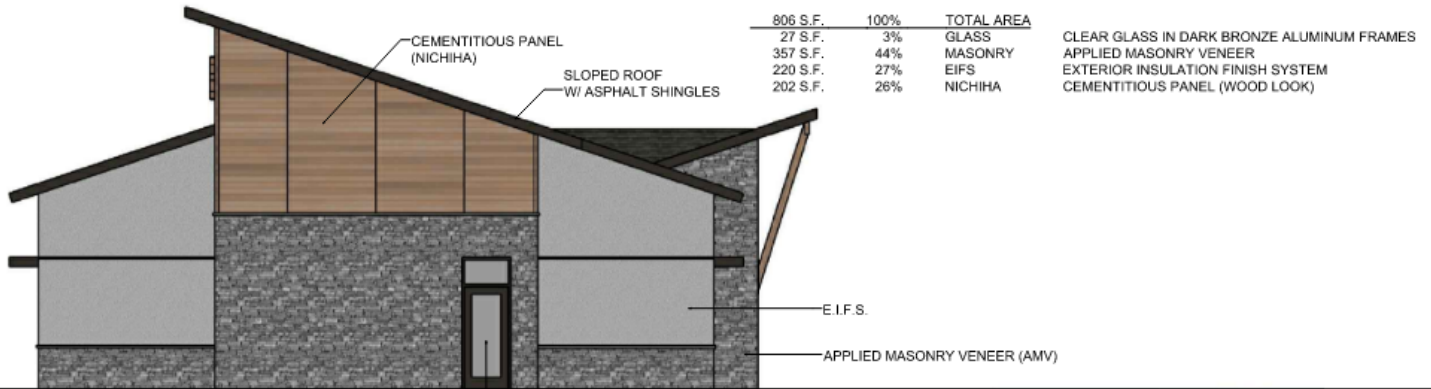 806 S.F. 100% TOTAL AREA
27 S.F. 3% GLASS CLEAR GLASS IN DARK BRONZE ALUMINUM FRAMES
357 S.F. 44% MASONRY APPLIED MASONRY VENEER
220 S.F. 27% EIFS EXTERIOR INSULATION FINISH SYSTEM
202 S.F. 26% NICHIHA CEMENTITIOUS PANEL (WOOD LOOK)
CEMENTITIOUS PANEL
(NICHIHA)
SLOPED ROOF
W/ ASPHALT SHINGLES
E.I.F.S.
APPLIED MASONRY VENEER (AMV)